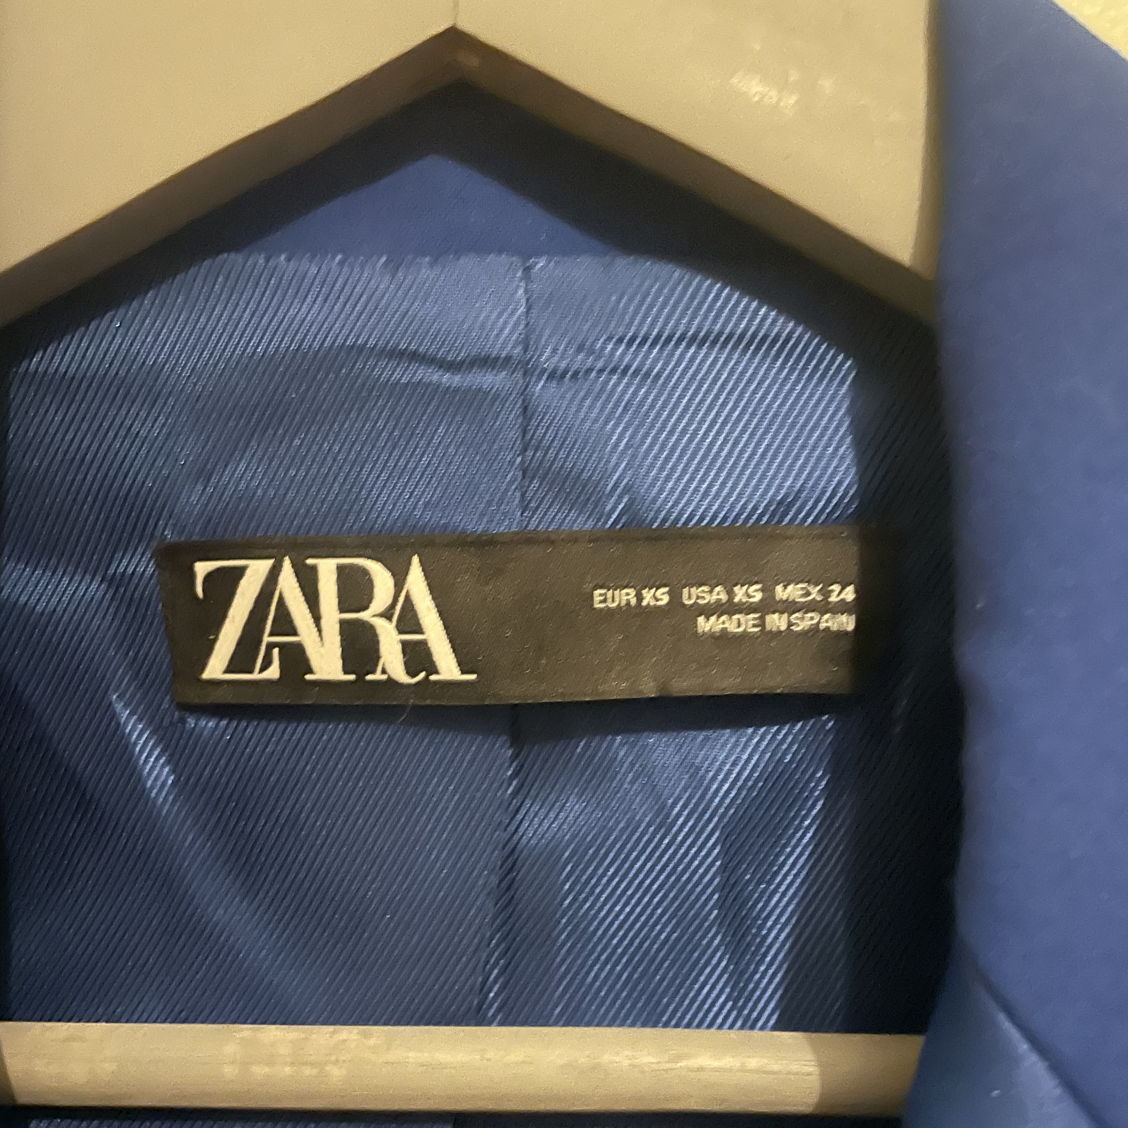 ZARA
EUR XS USA XS MEX 24
MADE IN SPAIN